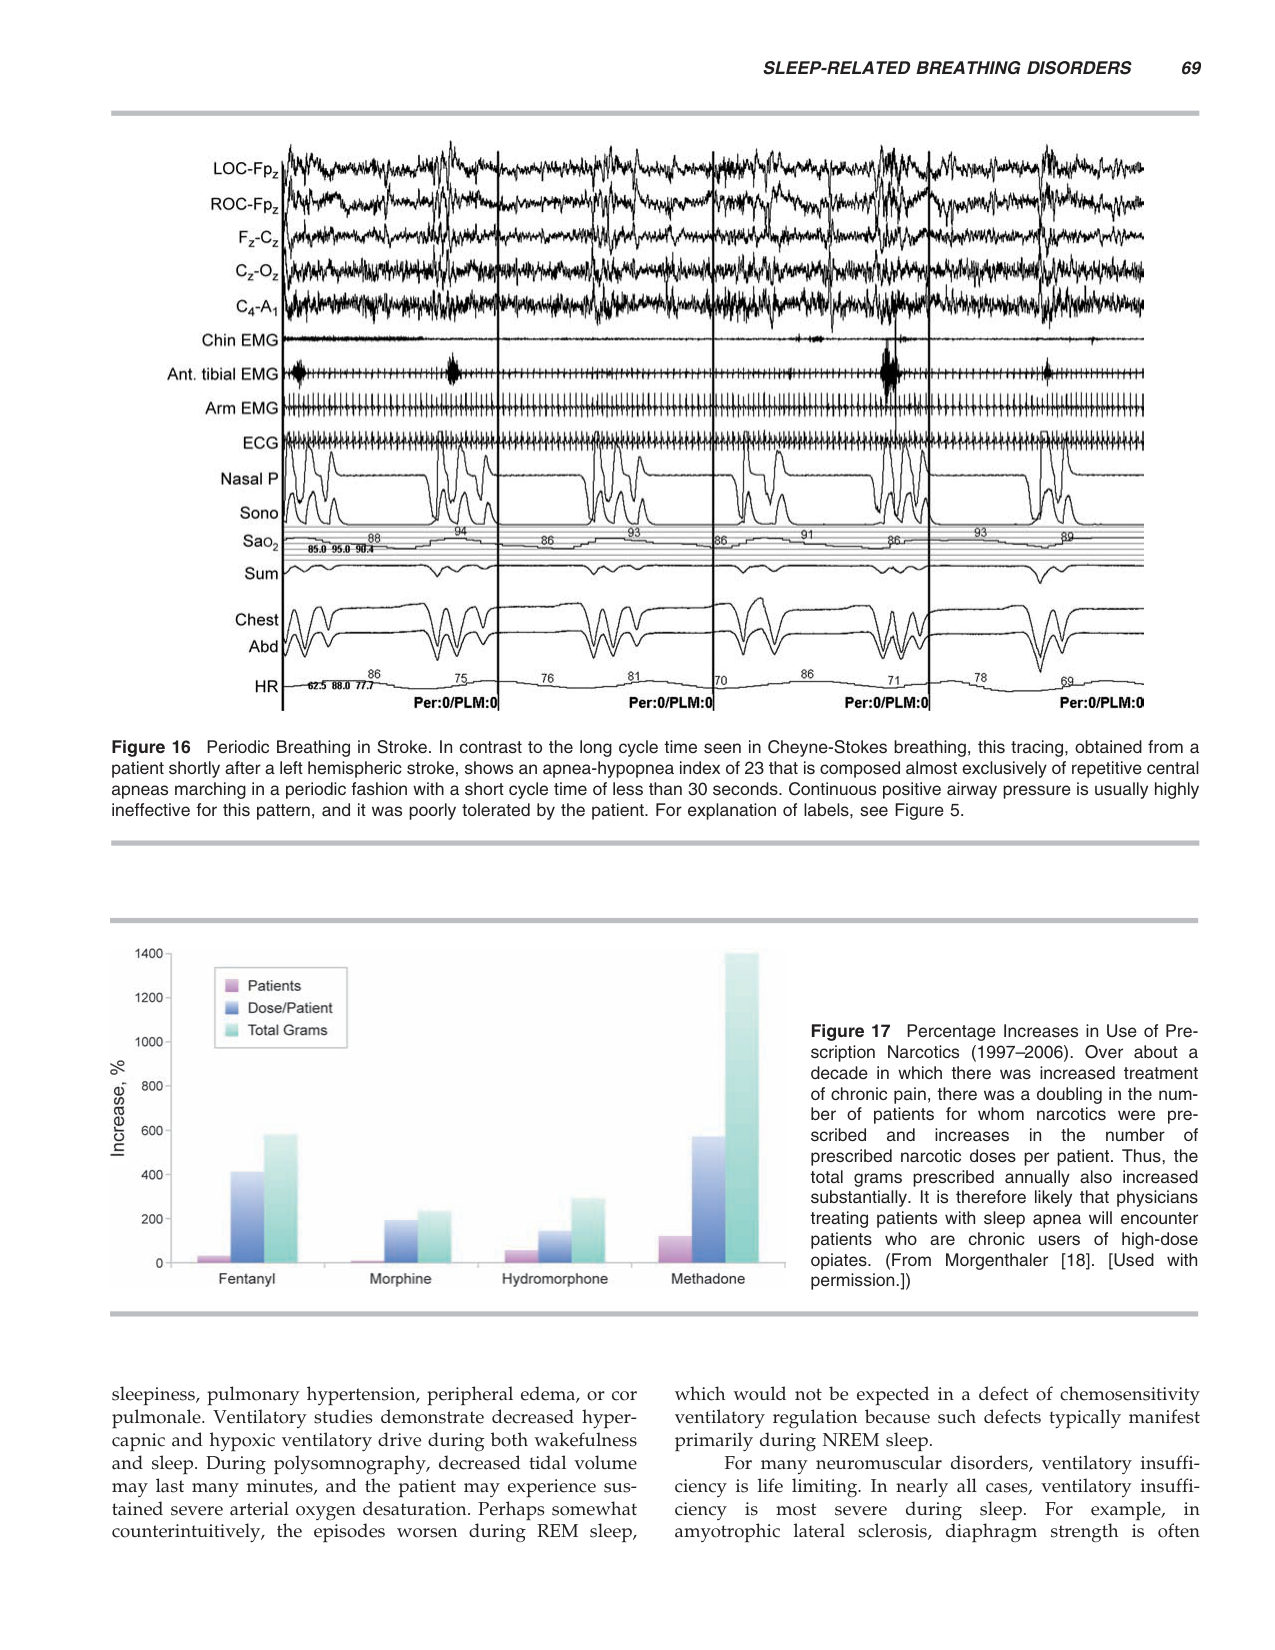 SLEEP-RELATED BREATHING DISORDERS 69
LOC-Fpz
ROC-Fpz
Fz-Cz
Cz-Oz
C4-A1
Chin EMG
Ant. tibial EMG
Arm EMG
ECG
Nasal P
Sono
88 94 86 93 86 91 86 93 89
SaO2
85.0 95.0 90.4
Sum
Chest
Abd
86 75 76 81 70 86 71 78 69
HR 62.5 88.0 77.7
Per:0/PLM:0 Per:0/PLM:0 Per:0/PLM:0 Per:0/PLM:0
Figure 16 Periodic Breathing in Stroke. In contrast to the long cycle time seen in Cheyne-Stokes breathing, this tracing, obtained from a
patient shortly after a left hemispheric stroke, shows an apnea-hypopnea index of 23 that is composed almost exclusively of repetitive central
apneas marching in a periodic fashion with a short cycle time of less than 30 seconds. Continuous positive airway pressure is usually highly
ineffective for this pattern, and it was poorly tolerated by the patient. For explanation of labels, see Figure 5.
1400
1200
1000
800
600
400
200
0
Increase, %
Patients
Dose/Patient
Total Grams
Fentanyl Morphine Hydromorphone Methadone
Figure 17 Percentage Increases in Use of Pre-
scription Narcotics (1997–2006). Over about a
decade in which there was increased treatment
of chronic pain, there was a doubling in the num-
ber of patients for whom narcotics were pre-
scribed and increases in the number of
prescribed narcotic doses per patient. Thus, the
total grams prescribed annually also increased
substantially. It is therefore likely that physicians
treating patients with sleep apnea will encounter
patients who are chronic users of high-dose
opiates. (From Morgenthaler [18]. [Used with
permission.])
sleepiness, pulmonary hypertension, peripheral edema, or cor
pulmonale. Ventilatory studies demonstrate decreased hyper-
capnic and hypoxic ventilatory drive during both wakefulness
and sleep. During polysomnography, decreased tidal volume
may last many minutes, and the patient may experience sus-
tained severe arterial oxygen desaturation. Perhaps somewhat
counterintuitively, the episodes worsen during REM sleep,
which would not be expected in a defect of chemosensitivity
ventilatory regulation because such defects typically manifest
primarily during NREM sleep.
For many neuromuscular disorders, ventilatory insuffi-
ciency is life limiting. In nearly all cases, ventilatory insuffi-
ciency is most severe during sleep. For example, in
amyotrophic lateral sclerosis, diaphragm strength is often